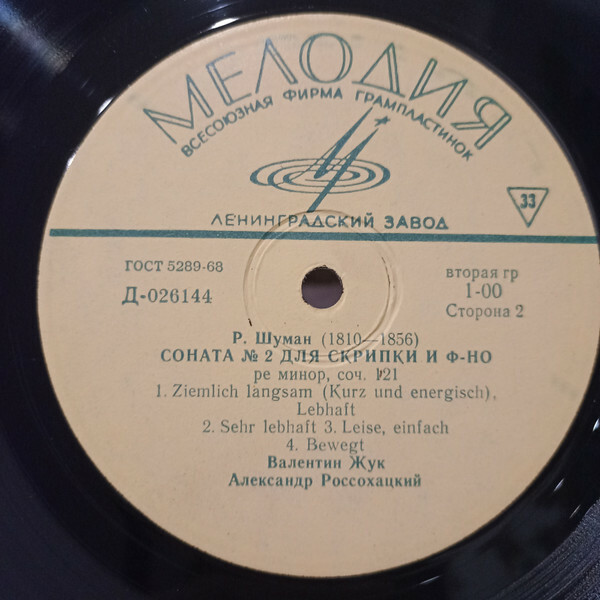 МЕЛОДИЯ
ВСЕСОЮЗНАЯ ФИРМА ГРАМПЛАСТИНОК
33
ЛЕНИНГРАДСКИЙ ЗАВОД
ГОСТ 5289-68
Д-026144
вторая гр
1-00
Сторона 2
Р. Шуман (1810—1856)
СОНАТА № 2 ДЛЯ СКРИПКИ И Ф-НО
ре минор, соч. 121
1. Ziemlich langsam (Kurz und energisch),
Lebhaft
2. Sehr lebhaft 3. Leise, einfach
4. Bewegt
Валентин Жук
Александр Россохацкий